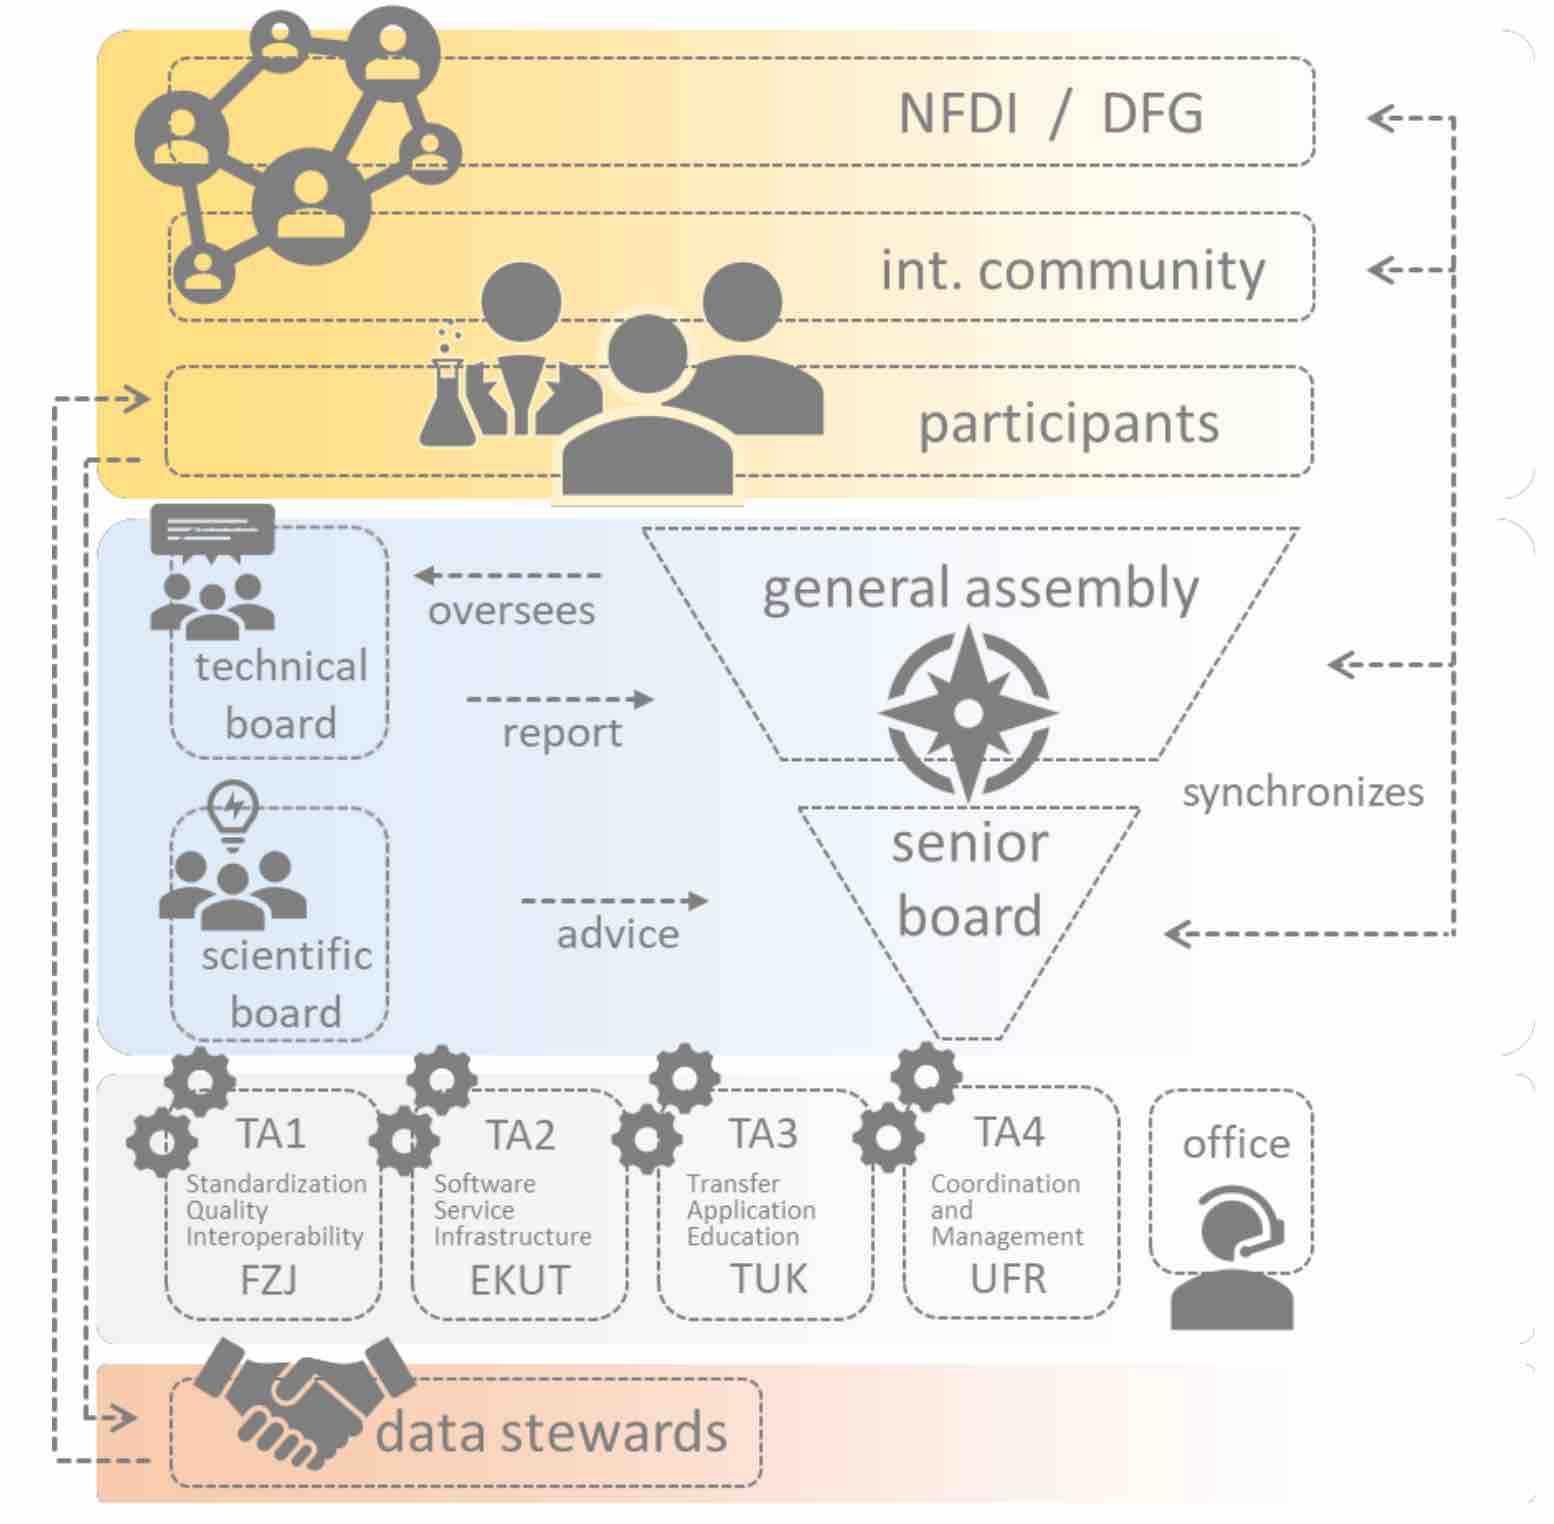 NFDI / DFG
int. community
participants
general assembly
oversees
technical
board
report
synchronizes
senior
board
advice
scientific
board
TA1
Standardization
Quality
Interoperability
FZJ
TA2
Software
Service
Infrastructure
EKUT
TA3
Transfer
Application
Education
TUK
TA4
Coordination
and
Management
UFR
office
data stewards